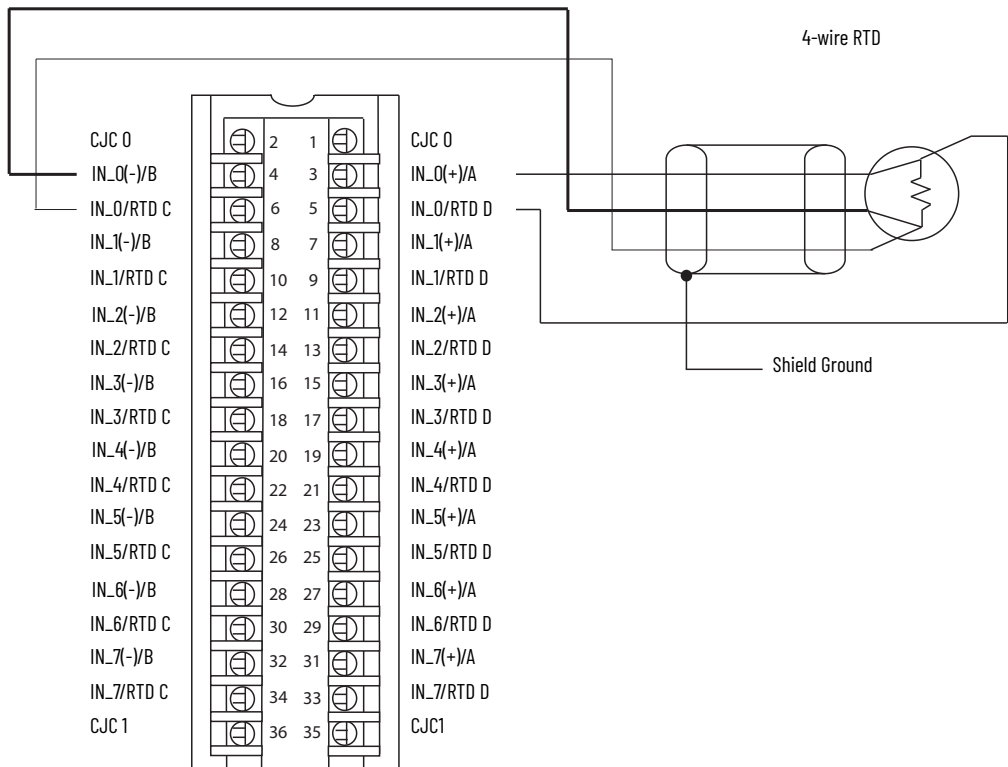 4-wire RTD
CJC 0 2 1 CJC 0
IN_0(-)/B 4 3 IN_0(+)/A
IN_0/RTD C 6 5 IN_0/RTD D
IN_1(-)/B 8 7 IN_1(+)/A
IN_1/RTD C 10 9 IN_1/RTD D
IN_2(-)/B 12 11 IN_2(+)/A
IN_2/RTD C 14 13 IN_2/RTD D
Shield Ground
IN_3(-)/B 16 15 IN_3(+)/A
IN_3/RTD C 18 17 IN_3/RTD D
IN_4(-)/B 20 19 IN_4(+)/A
IN_4/RTD C 22 21 IN_4/RTD D
IN_5(-)/B 24 23 IN_5(+)/A
IN_5/RTD C 26 25 IN_5/RTD D
IN_6(-)/B 28 27 IN_6(+)/A
IN_6/RTD C 30 29 IN_6/RTD D
IN_7(-)/B 32 31 IN_7(+)/A
IN_7/RTD C 34 33 IN_7/RTD D
CJC 1 36 35 CJC1